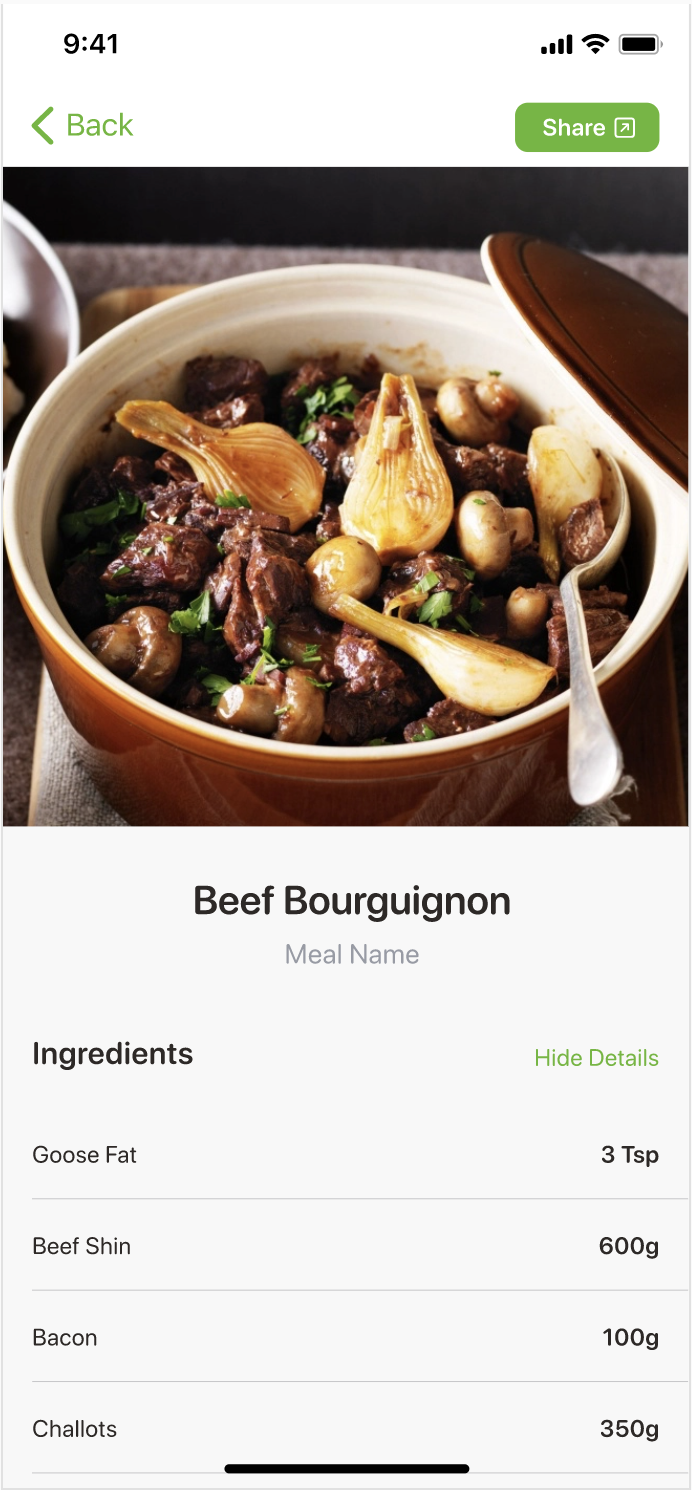 9:41
Back
Share
Beef Bourguignon
Meal Name
Ingredients
Hide Details
Goose Fat
3 Tsp
Beef Shin
600g
Bacon
100g
Challots
350g